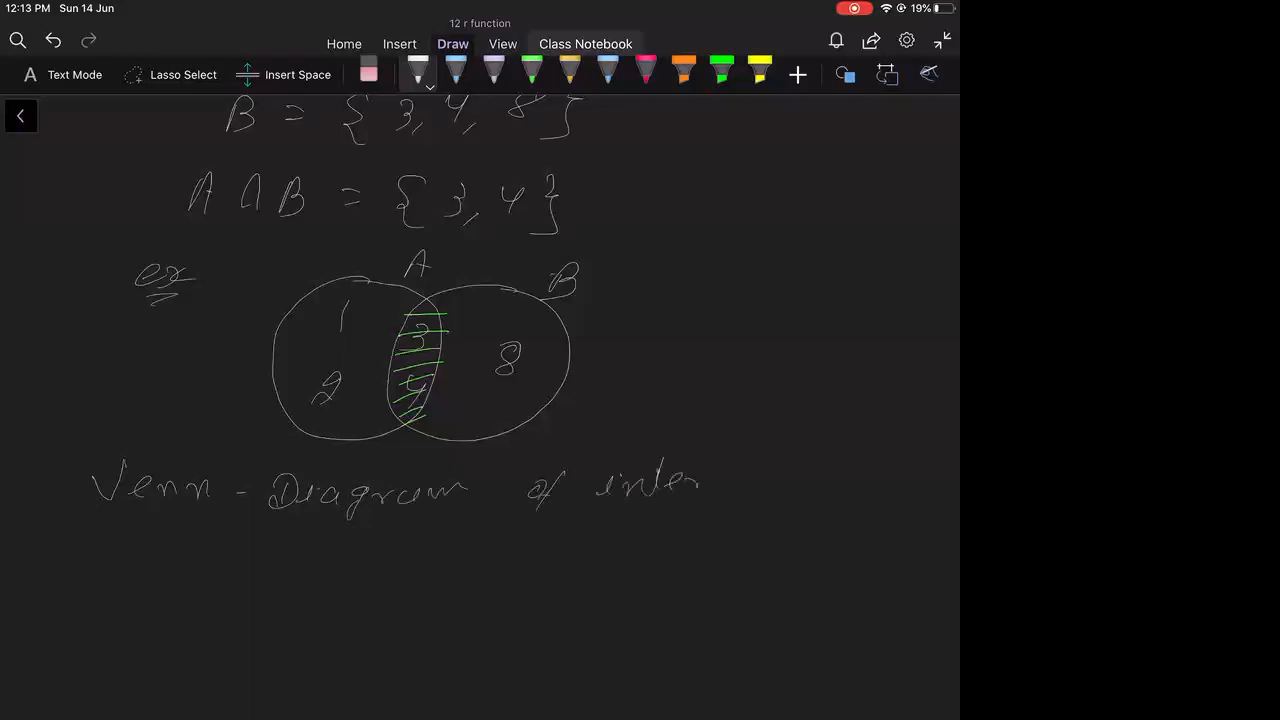 12:13 PM Sun 14 Jun
19%
12 r function
Home Insert Draw View Class Notebook
Text Mode Lasso Select Insert Space
B = {3, 4, 8}
A ∩ B = {3, 4}
ex
A
B
1
3
8
2
4
Venn - Diagram of inter